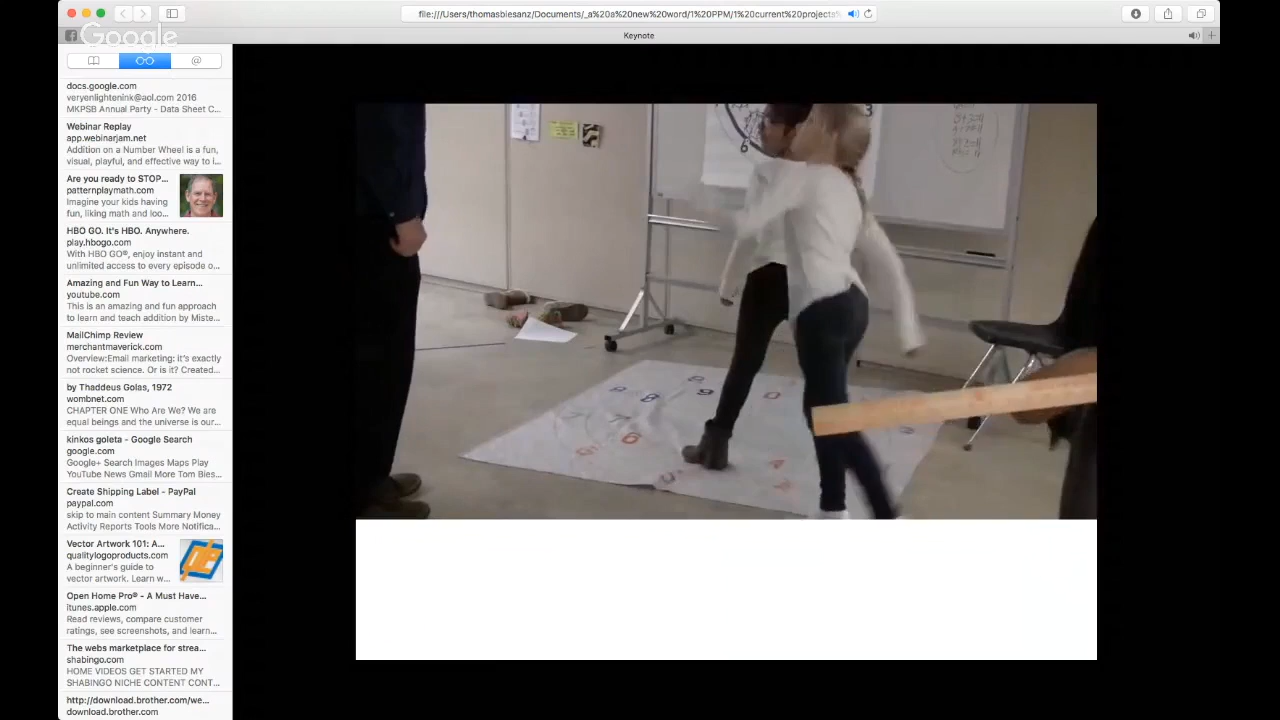 file:///Users/thomasbiesanz/Documents/_a%20a%20new%20word/1%20PPM/1%20current%20projects%
Google
Keynote
@
docs.google.com
veryenlightenink@aol.com 2016
MKPSB Annual Party - Data Sheet C...
Webinar Replay
app.webinarjam.net
Addition on a Number Wheel is a fun,
visual, playful, and effective way to i...
Are you ready to STOP...
patternplaymath.com
Imagine your kids having
fun, liking math and loo...
HBO GO. It's HBO. Anywhere.
play.hbogo.com
With HBO GO®, enjoy instant and
unlimited access to every episode o...
Amazing and Fun Way to Learn...
youtube.com
This is an amazing and fun approach
to learn and teach addition by Miste...
MailChimp Review
merchantmaverick.com
Overview:Email marketing: it's exactly
not rocket science. Or is it? Created...
by Thaddeus Golas, 1972
wombnet.com
CHAPTER ONE Who Are We? We are
equal beings and the universe is our...
kinkos goleta - Google Search
google.com
Google+ Search Images Maps Play
YouTube News Gmail More Tom Bies...
Create Shipping Label - PayPal
paypal.com
skip to main content Summary Money
Activity Reports Tools More Notifica...
Vector Artwork 101: A...
qualitylogoproducts.com
A beginner's guide to
vector artwork. Learn w...
Open Home Pro® - A Must Have...
itunes.apple.com
Read reviews, compare customer
ratings, see screenshots, and learn...
The webs marketplace for strea...
shabingo.com
HOME VIDEOS GET STARTED MY
SHABINGO NICHE CONTENT CONT...
http://download.brother.com/we...
download.brother.com
3
6
8
9
0
6